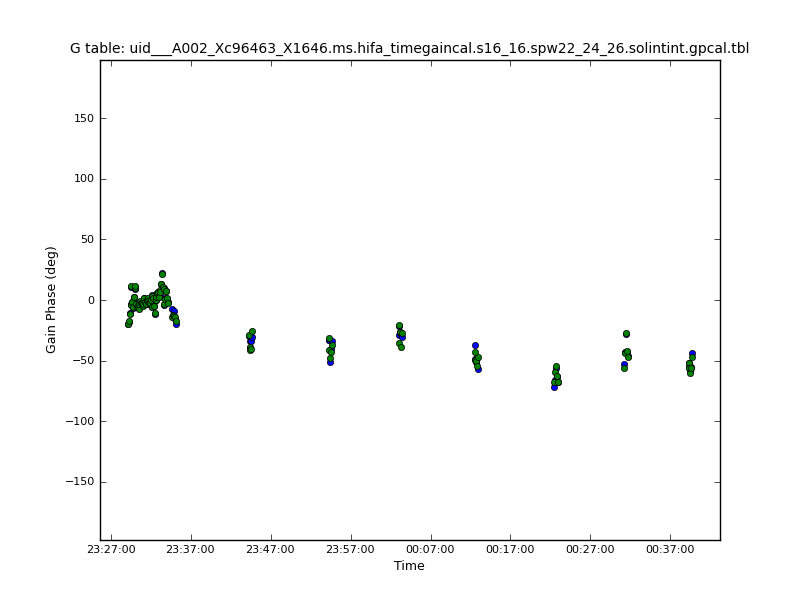 G table: uid___A002_Xc96463_X1646.ms.hifa_timegaincal.s16_16.spw22_24_26.solintint.gpcal.tbl
150
100
50
0
−50
−100
−150
Gain Phase (deg)
23:27:00 23:37:00 23:47:00 23:57:00 00:07:00 00:17:00 00:27:00 00:37:00
Time